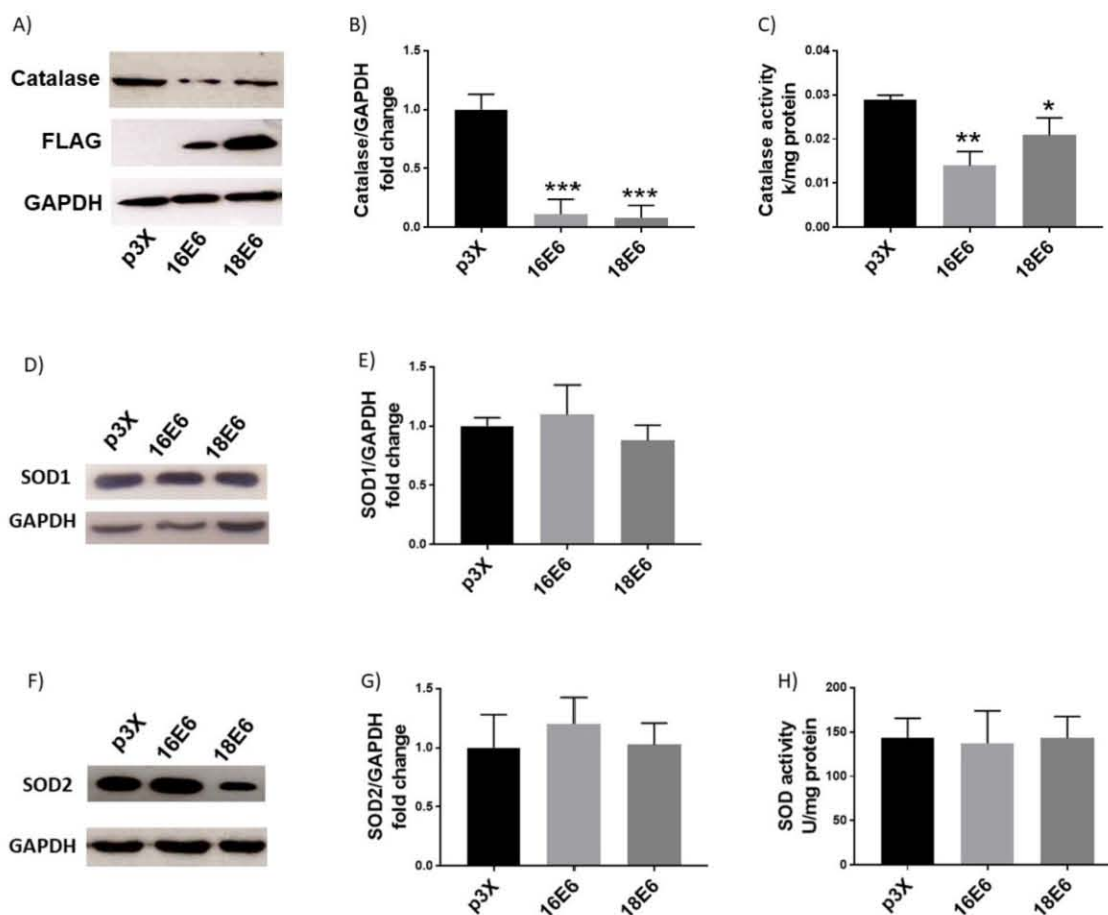 A)
Catalase
FLAG
GAPDH
p3X
16E6
18E6
B)
Catalase/GAPDH
fold change
1.5
1.0
0.5
0.0
***
***
p3X
16E6
18E6
C)
Catalase activity
k/mg protein
0.04
0.03
0.02
0.01
0.00
**
*
p3X
16E6
18E6
D)
p3X
16E6
18E6
SOD1
GAPDH
E)
SOD1/GAPDH
fold change
1.5
1.0
0.5
0.0
p3X
16E6
18E6
F)
p3X
16E6
18E6
SOD2
GAPDH
G)
SOD2/GAPDH
fold change
1.5
1.0
0.5
0.0
p3X
16E6
18E6
H)
SOD activity
U/mg protein
200
150
100
50
0
p3X
16E6
18E6